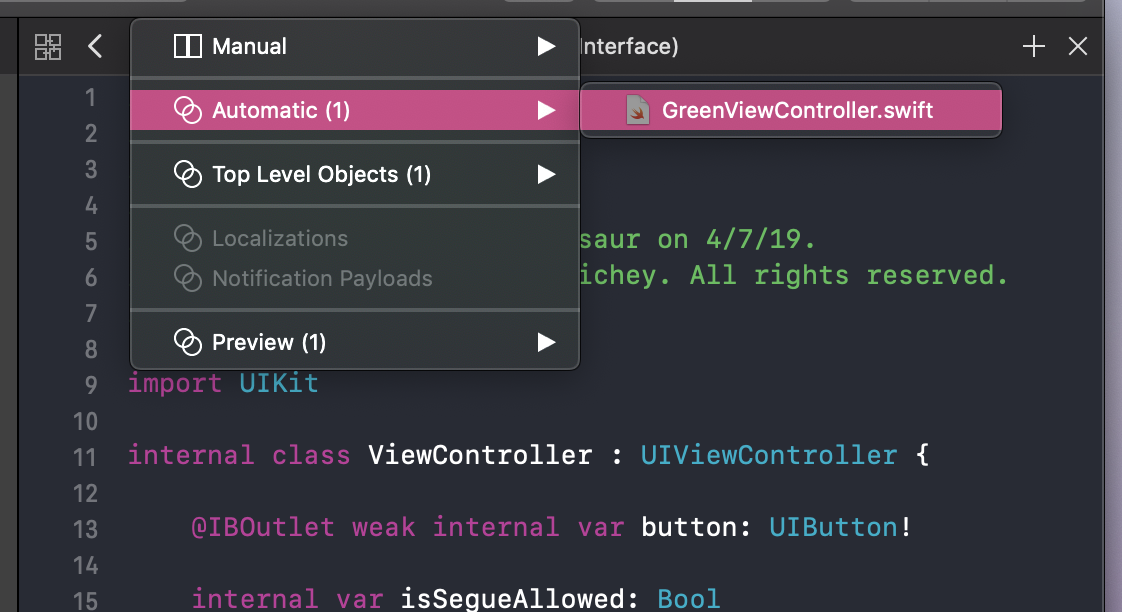 Manual
Interface)
Automatic (1)
GreenViewController.swift
Top Level Objects (1)
Localizations
Notification Payloads
Preview (1)
1
2
3
4
5 saur on 4/7/19.
6 ichey. All rights reserved.
7
8
9 import UIKit
10
11 internal class ViewController : UIViewController {
12
13 @IBOutlet weak internal var button: UIButton!
14
15 internal var isSegueAllowed: Bool